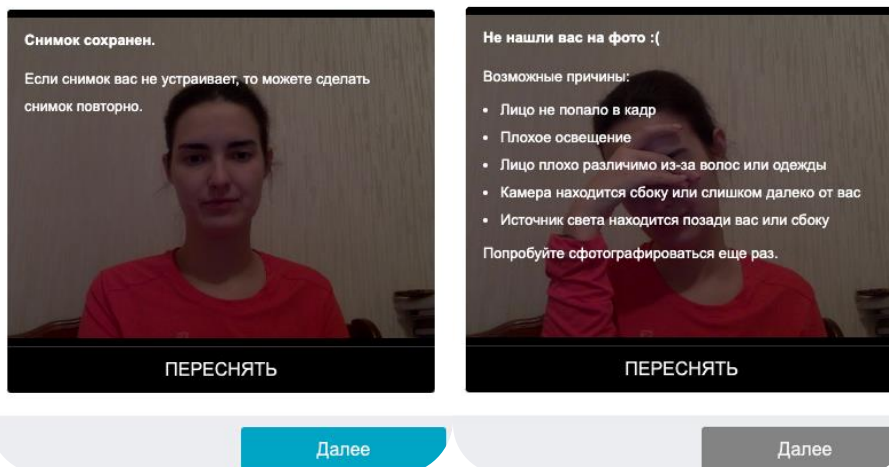 Снимок сохранен.
Если снимок вас не устраивает, то можете сделать
снимок повторно.
ПЕРЕСНЯТЬ
Далее
Не нашли вас на фото :(
Возможные причины:
• Лицо не попало в кадр
• Плохое освещение
• Лицо плохо различимо из-за волос или одежды
• Камера находится сбоку или слишком далеко от вас
• Источник света находится позади вас или сбоку
Попробуйте сфотографироваться еще раз.
ПЕРЕСНЯТЬ
Далее